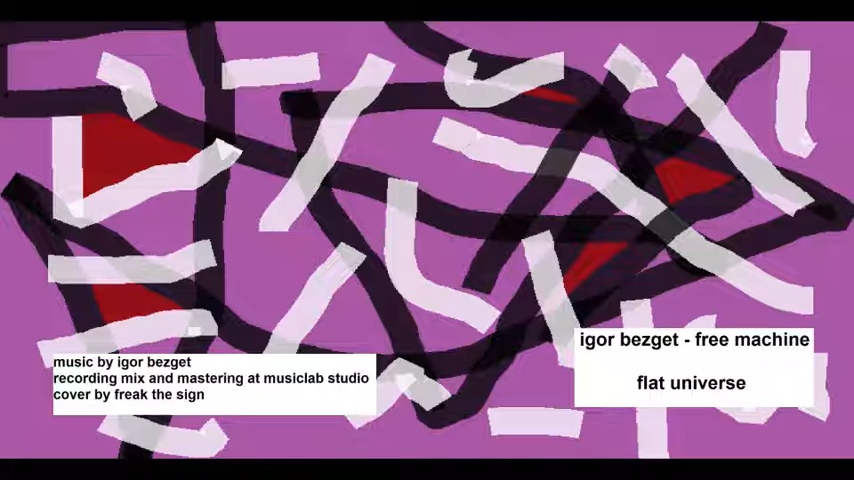 igor bezget - free machine
flat universe
music by igor bezget
recording mix and mastering at musiclab studio
cover by freak the sign